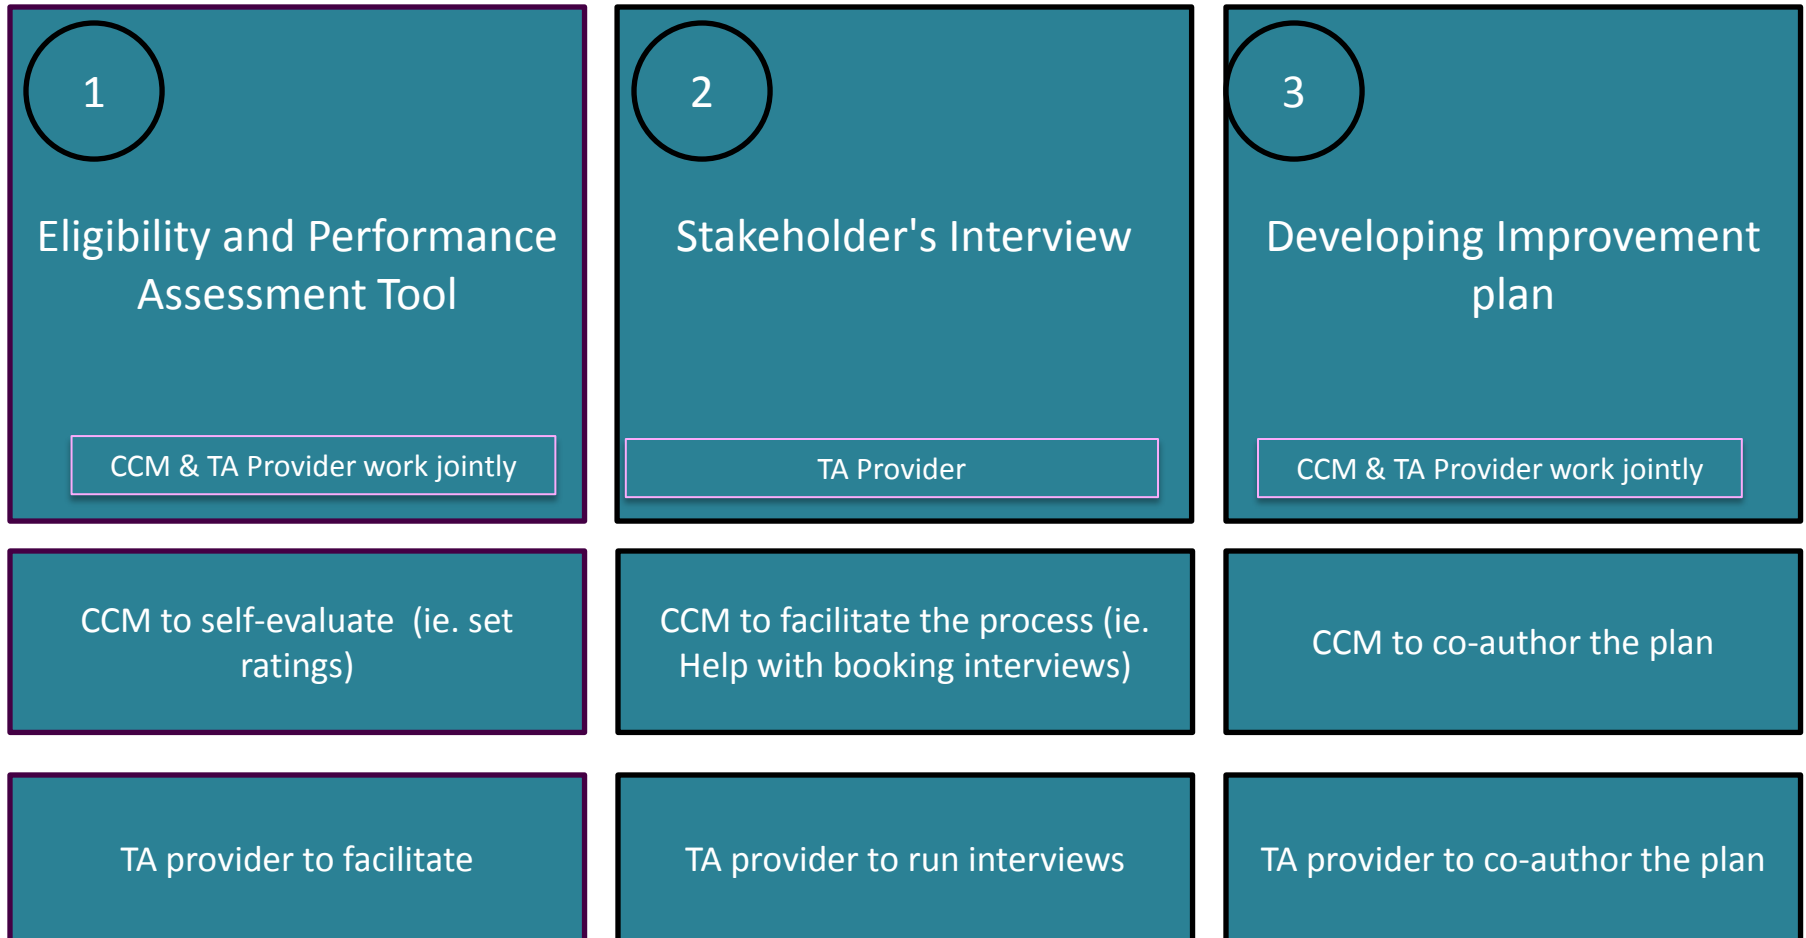 1
Eligibility and Performance
Assessment Tool
CCM & TA Provider work jointly
2
Stakeholder's Interview
TA Provider
3
Developing Improvement
plan
CCM & TA Provider work jointly
CCM to self-evaluate  (ie. set
ratings)
CCM to facilitate the process (ie.
Help with booking interviews)
CCM to co-author the plan
TA provider to facilitate
TA provider to run interviews
TA provider to co-author the plan